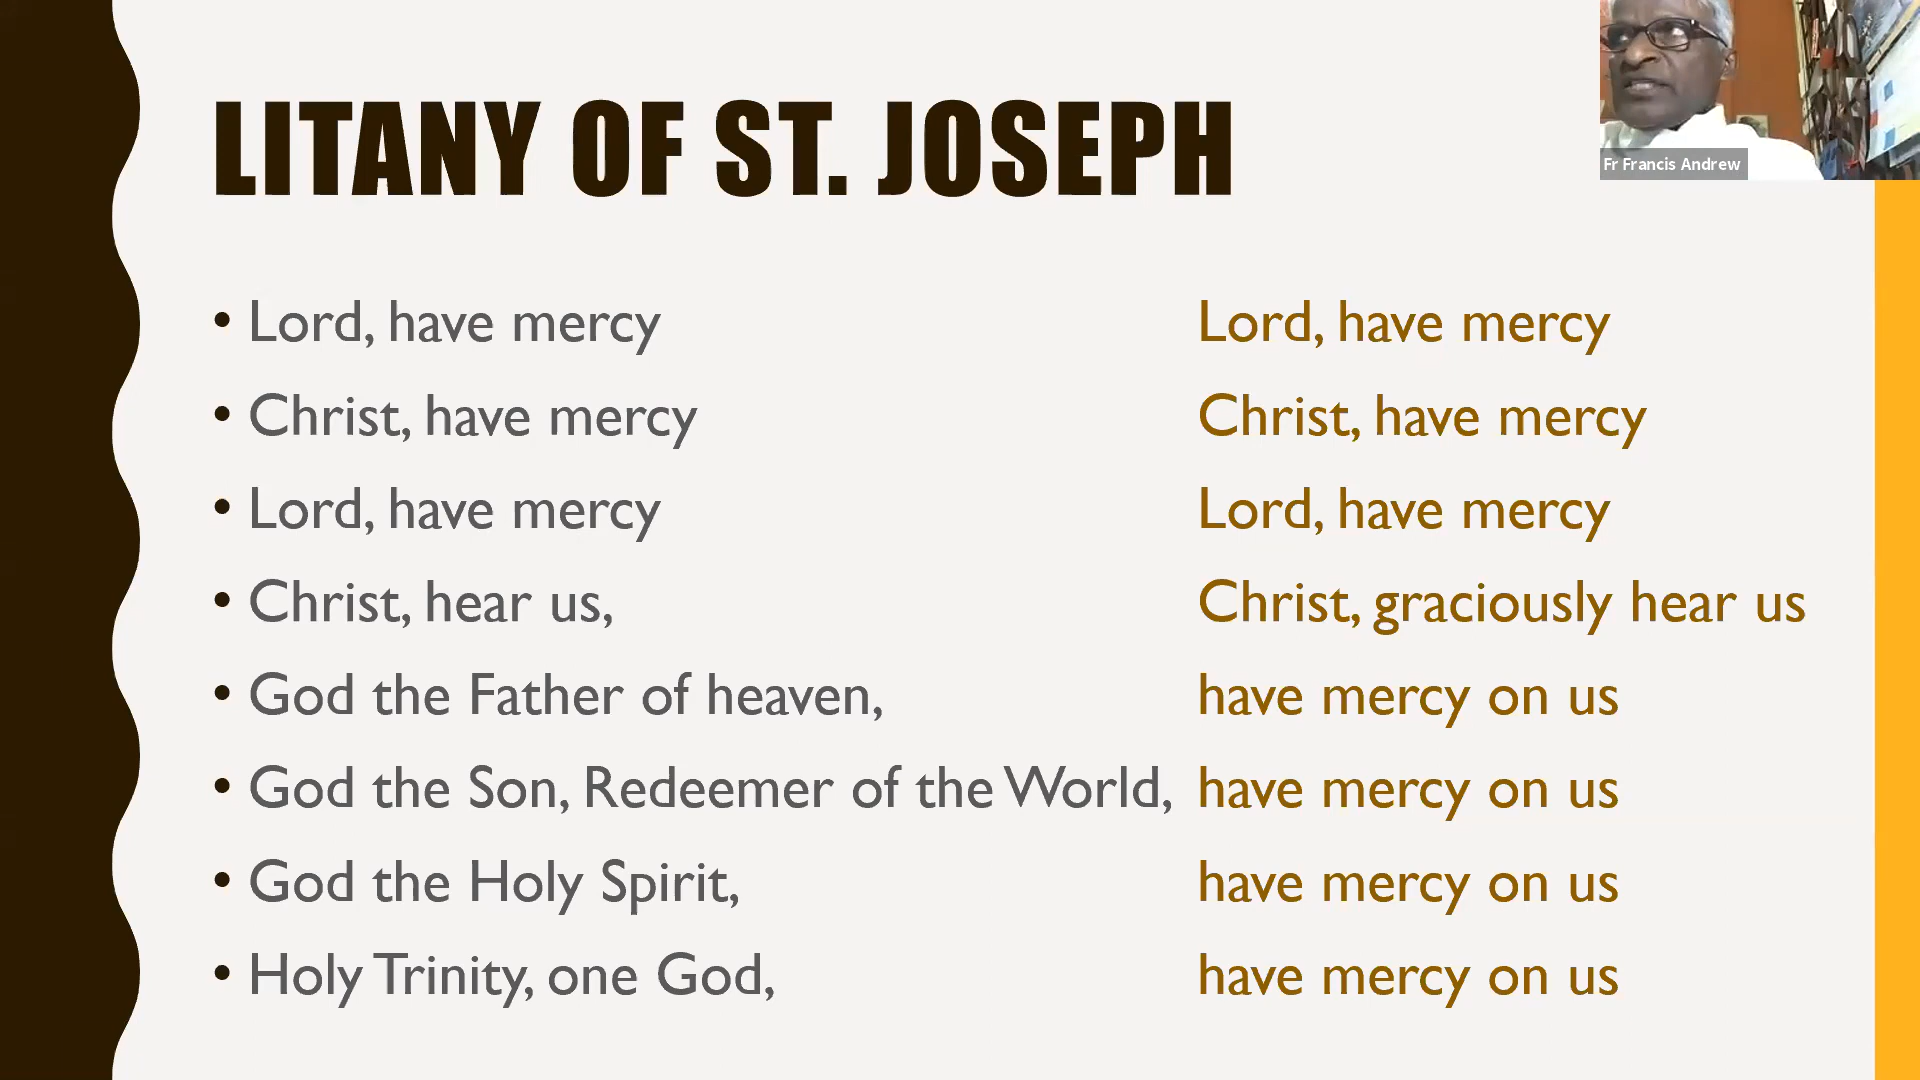 LITANY OF ST. JOSEPH
Fr Francis Andrew
• Lord, have mercy Lord, have mercy
• Christ, have mercy Christ, have mercy
• Lord, have mercy Lord, have mercy
• Christ, hear us, Christ, graciously hear us
• God the Father of heaven, have mercy on us
• God the Son, Redeemer of the World, have mercy on us
• God the Holy Spirit, have mercy on us
• Holy Trinity, one God, have mercy on us